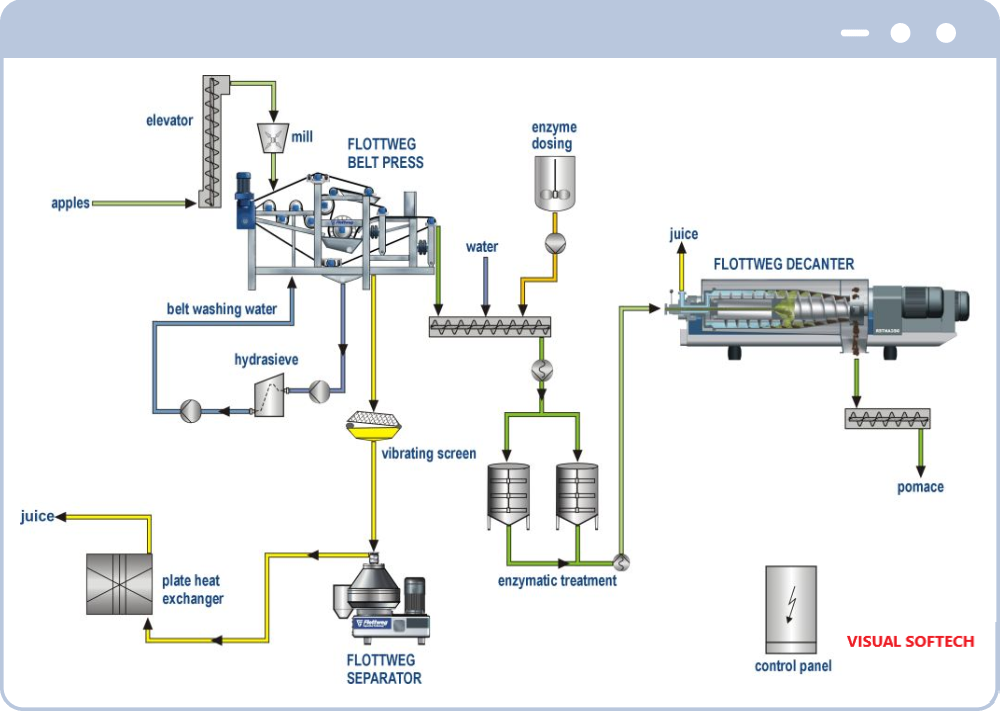 elevator
mill
FLOTTWEG
BELT PRESS
enzyme
dosing
apples
water
juice
FLOTTWEG DECANTER
belt washing water
hydrasieve
vibrating screen
pomace
juice
plate heat
exchanger
enzymatic treatment
Flottweg
FLOTTWEG
SEPARATOR
control panel
VISUAL SOFTECH